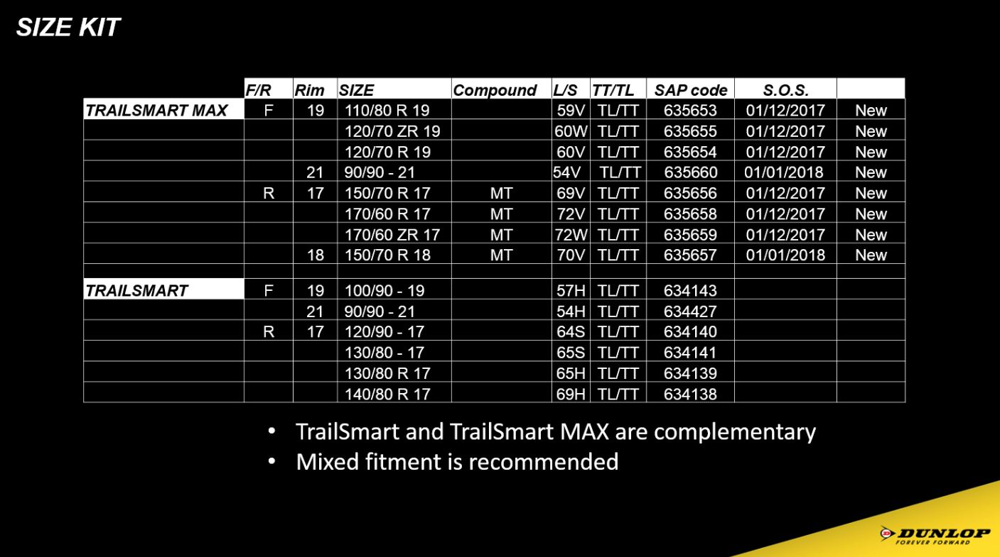 SIZE KIT
F/R Rim SIZE Compound L/S TT/TL SAP code S.O.S.
TRAILSMART MAX F 19 110/80 R 19 59V TL/TT 635653 01/12/2017 New
120/70 ZR 19 60W TL/TT 635655 01/12/2017 New
120/70 R 19 60V TL/TT 635654 01/12/2017 New
21 90/90 - 21 54V TL/TT 635660 01/01/2018 New
R 17 150/70 R 17 MT 69V TL/TT 635656 01/12/2017 New
170/60 R 17 MT 72V TL/TT 635658 01/12/2017 New
170/60 ZR 17 MT 72W TL/TT 635659 01/12/2017 New
18 150/70 R 18 MT 70V TL/TT 635657 01/01/2018 New
TRAILSMART F 19 100/90 - 19 57H TL/TT 634143
21 90/90 - 21 54H TL/TT 634427
R 17 120/90 - 17 64S TL/TT 634140
130/80 - 17 65S TL/TT 634141
130/80 R 17 65H TL/TT 634139
140/80 R 17 69H TL/TT 634138
• TrailSmart and TrailSmart MAX are complementary
• Mixed fitment is recommended
DUNLOP
FOREVER FORWARD